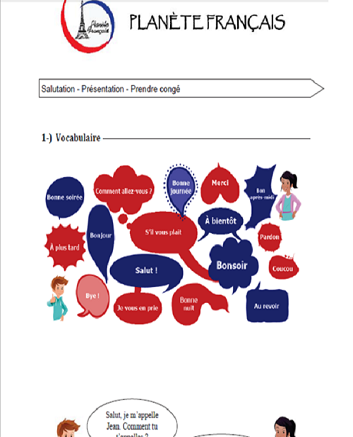 Planète
Française
PLANÈTE FRANÇAIS
Salutation - Présentation - Prendre congé
1-) Vocabulaire
Bonne soirée
Comment allez-vous ?
Bonne
journée
Merci
Bon
après-midi
À plus tard
Bonjour
S'il vous plaît
À bientôt
Pardon
Salut !
Bonsoir
Coucou
Bye !
Je vous en prie
Bonne
nuit
Au revoir
Salut, je m'appelle
Jean. Comment tu
t'appelles ?